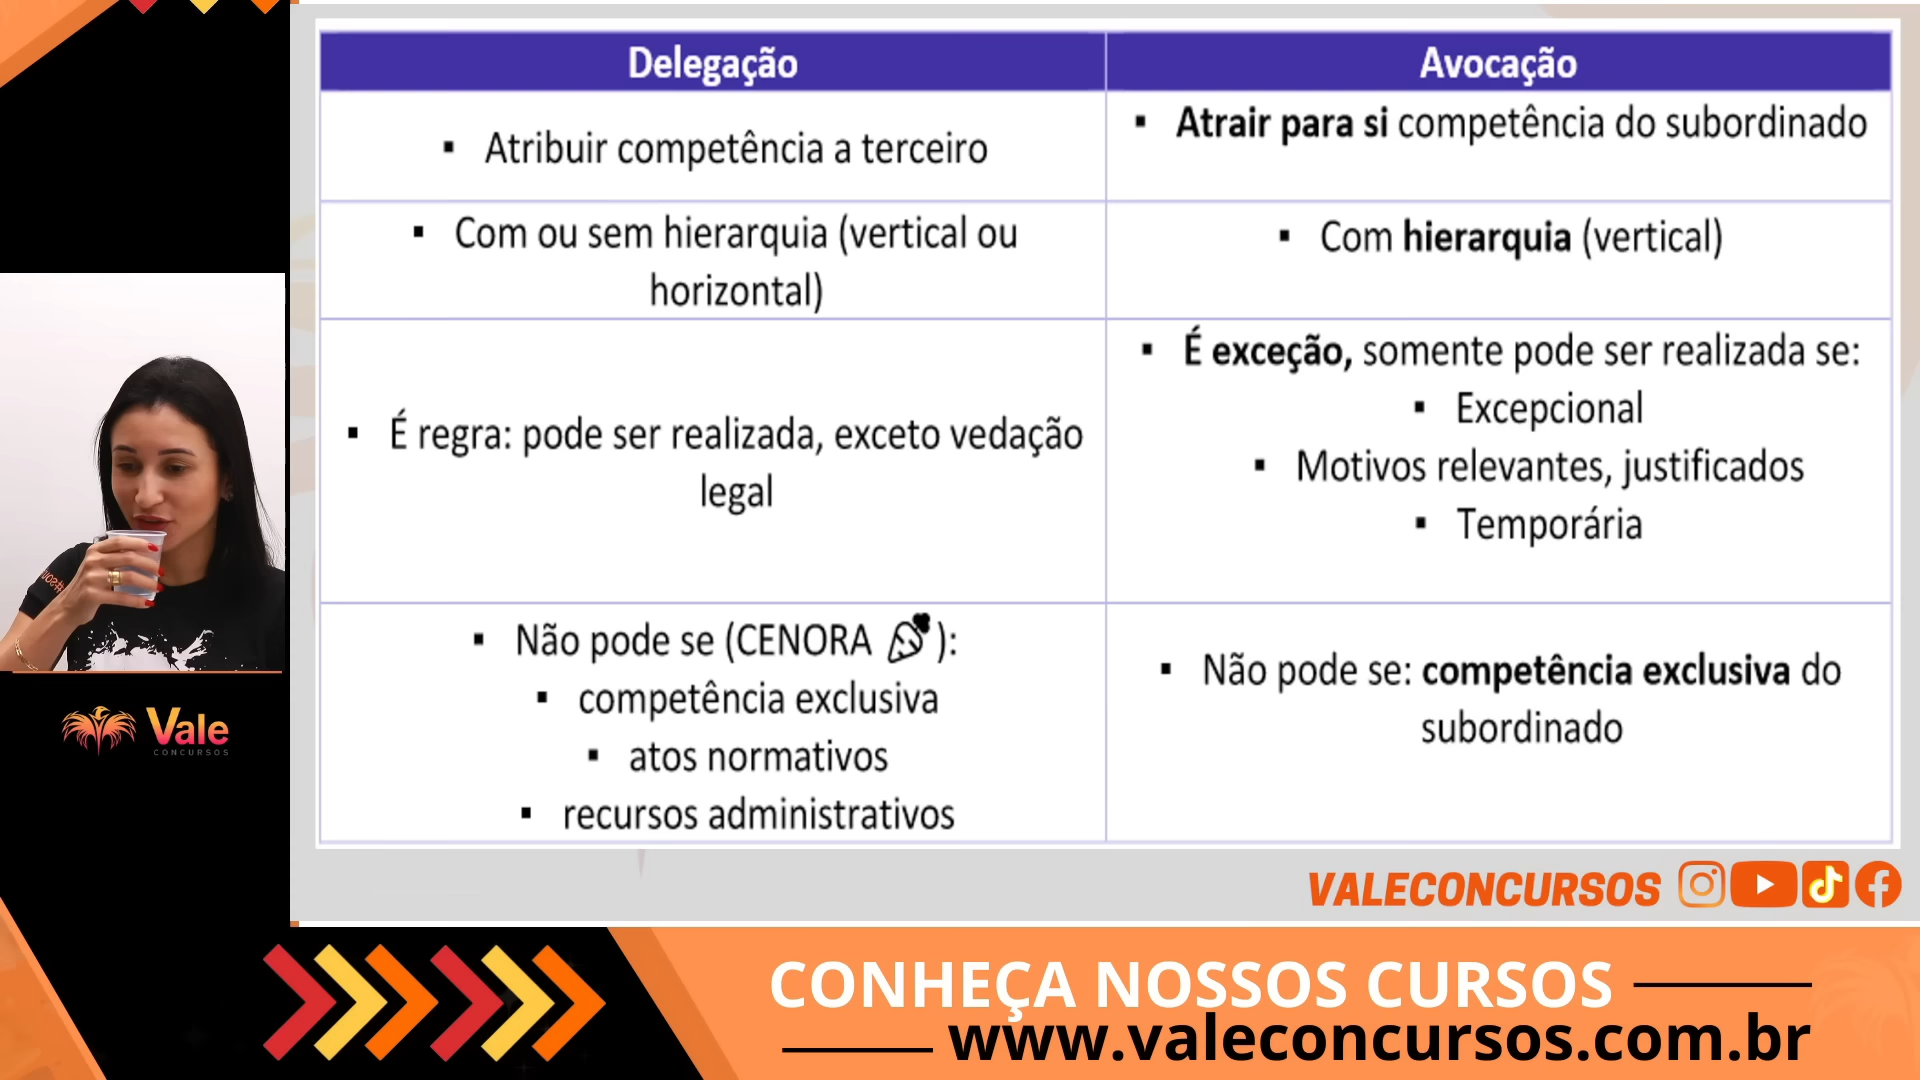 Delegação
Avocação
▪ Atribuir competência a terceiro
▪ Atrair para si competência do subordinado
▪ Com ou sem hierarquia (vertical ou
horizontal)
▪ Com hierarquia (vertical)
▪ É regra: pode ser realizada, exceto vedação
legal
▪ É exceção, somente pode ser realizada se:
▪ Excepcional
▪ Motivos relevantes, justificados
▪ Temporária
▪ Não pode se (CENORA ):
▪ competência exclusiva
▪ atos normativos
▪ recursos administrativos
▪ Não pode se: competência exclusiva do
subordinado
Vale
CONCURSOS
VALECONCURSOS
CONHEÇA NOSSOS CURSOS
www.valeconcursos.com.br